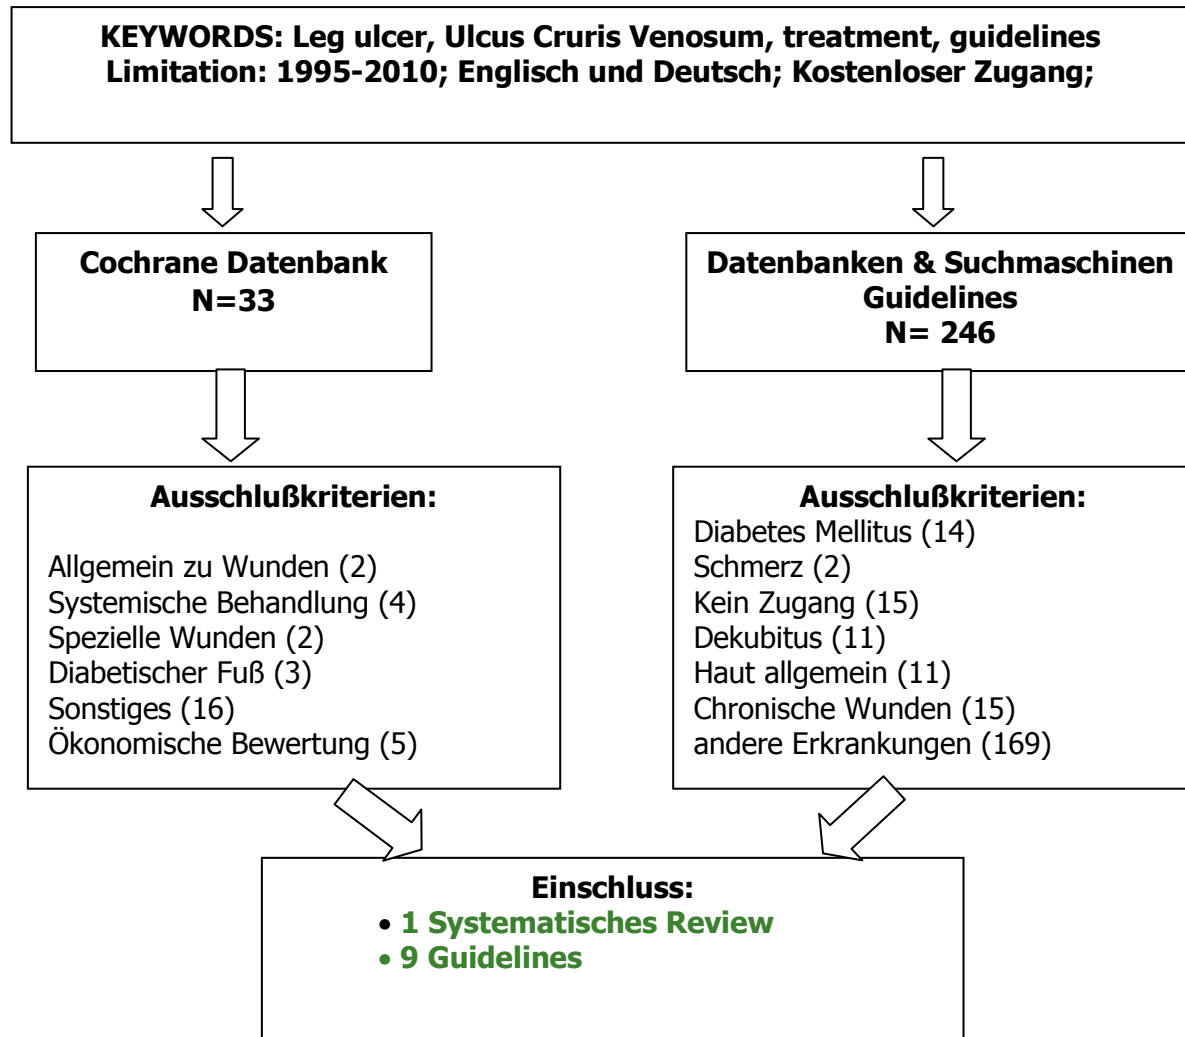 KEYWORDS: Leg ulcer, Ulcus Cruris Venosum, treatment, guidelines
Limitation: 1995-2010; Englisch und Deutsch; Kostenloser Zugang;
Cochrane Datenbank
N=33
Datenbanken & Suchmaschinen
Guidelines
N= 246
Ausschlußkriterien:
Allgemein zu Wunden (2)
Systemische Behandlung (4)
Spezielle Wunden (2)
Diabetischer Fuß (3)
Sonstiges (16)
Ökonomische Bewertung (5)
Ausschlußkriterien:
Diabetes Mellitus (14)
Schmerz (2)
Kein Zugang (15)
Dekubitus (11)
Haut allgemein (11)
Chronische Wunden (15)
andere Erkrankungen (169)
Einschluss:
• 1 Systematisches Review
• 9 Guidelines